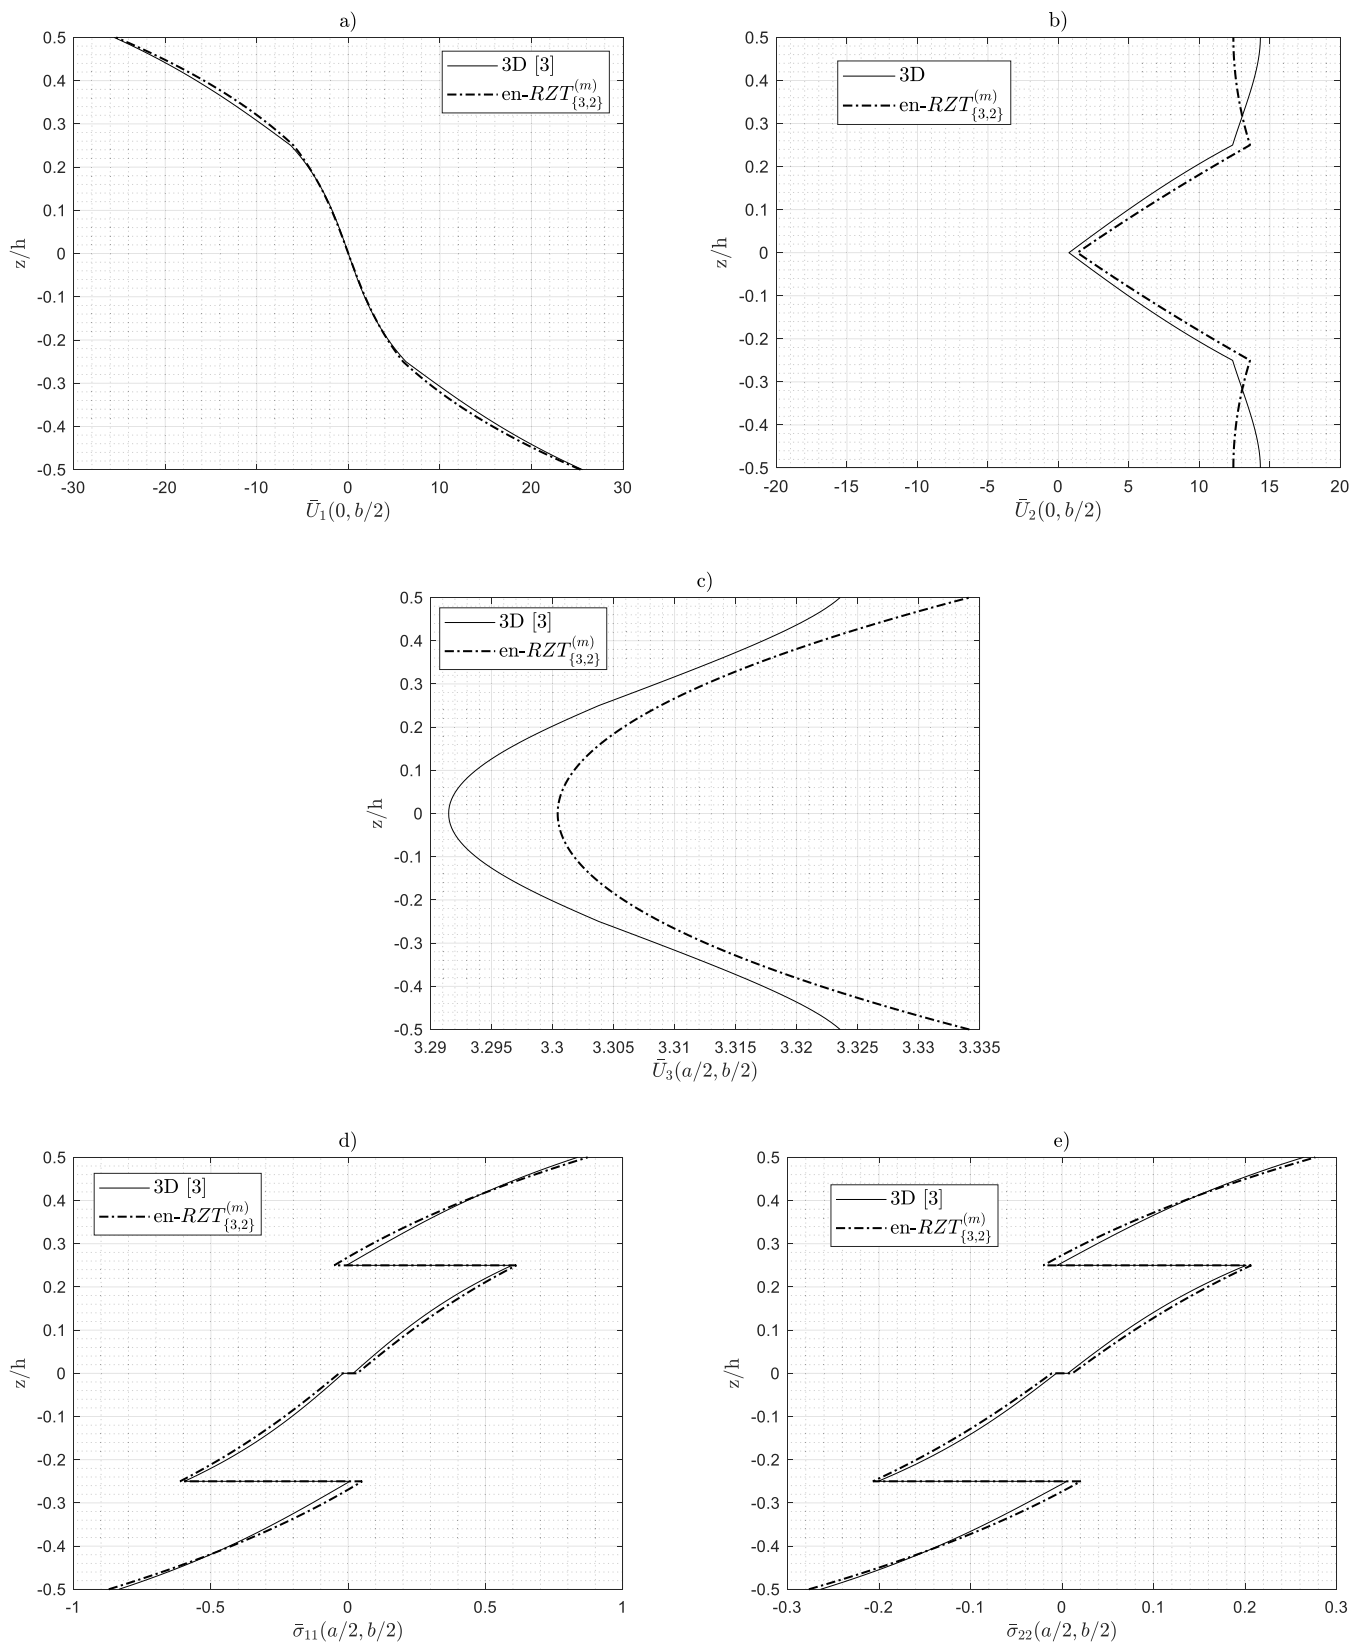 a)
0.5
0.4
0.3
0.2
0.1
0
-0.1
-0.2
-0.3
-0.4
-0.5
z/h
3D [3]
en-RZT^{(m)}_{{3,2}}
-30 -20 -10 0 10 20 30
Ū₁(0, b/2)
b)
0.5
0.4
0.3
0.2
0.1
0
-0.1
-0.2
-0.3
-0.4
-0.5
z/h
3D
en-RZT^{(m)}_{{3,2}}
-20 -15 -10 -5 0 5 10 15 20
Ū₂(0, b/2)
c)
0.5
0.4
0.3
0.2
0.1
0
-0.1
-0.2
-0.3
-0.4
-0.5
z/h
3D [3]
en-RZT^{(m)}_{{3,2}}
3.29 3.295 3.3 3.305 3.31 3.315 3.32 3.325 3.33 3.335
Ū₃(a/2, b/2)
d)
0.5
0.4
0.3
0.2
0.1
0
-0.1
-0.2
-0.3
-0.4
-0.5
z/h
3D [3]
en-RZT^{(m)}_{{3,2}}
-1 -0.5 0 0.5 1
σ̄₁₁(a/2, b/2)
e)
0.5
0.4
0.3
0.2
0.1
0
-0.1
-0.2
-0.3
-0.4
-0.5
z/h
3D [3]
en-RZT^{(m)}_{{3,2}}
-0.3 -0.2 -0.1 0 0.1 0.2 0.3
σ̄₂₂(a/2, b/2)